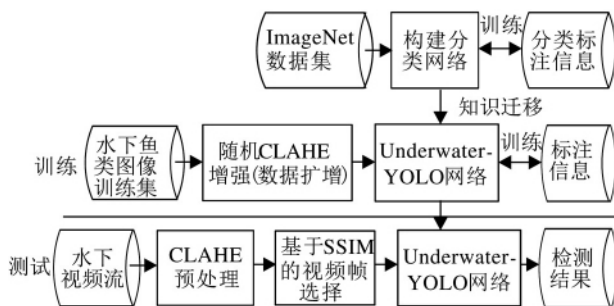 ImageNet
数据集
构建分
类网络
训练
分类标
注信息
知识迁移
训练
水下鱼
类图像
训练集
随机CLAHE
增强(数据扩增)
Underwater-
YOLO网络
训练
标注
信息
测试
水下
视频流
CLAHE
预处理
基于SSIM
的视频帧
选择
Underwater-
YOLO网络
检测
结果